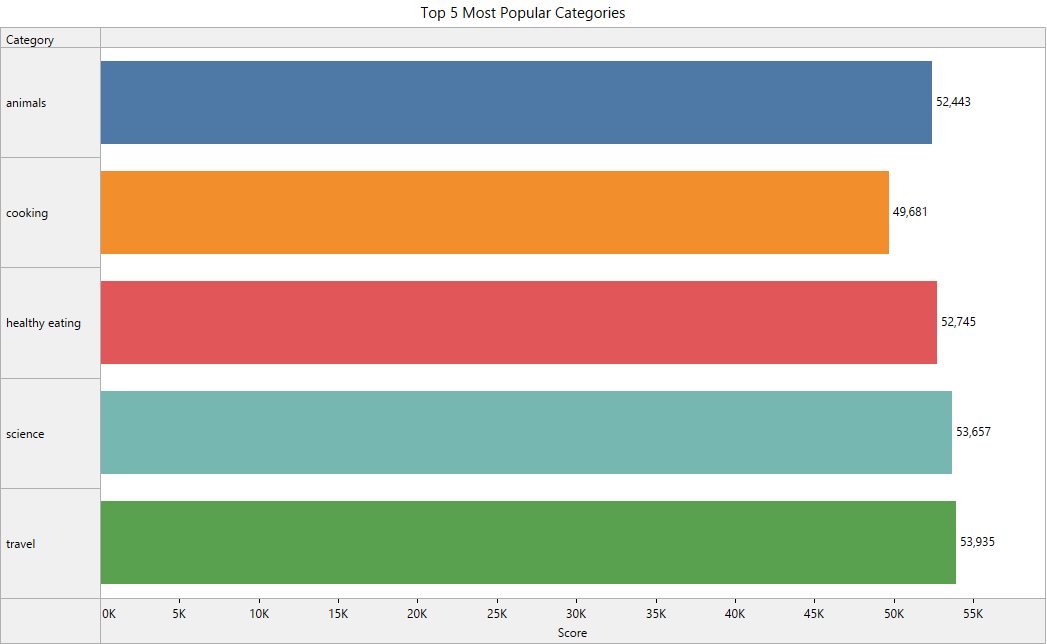 Top 5 Most Popular Categories
Category
animals
52,443
cooking
49,681
healthy eating
52,745
science
53,657
travel
53,935
0K 5K 10K 15K 20K 25K 30K 35K 40K 45K 50K 55K
Score